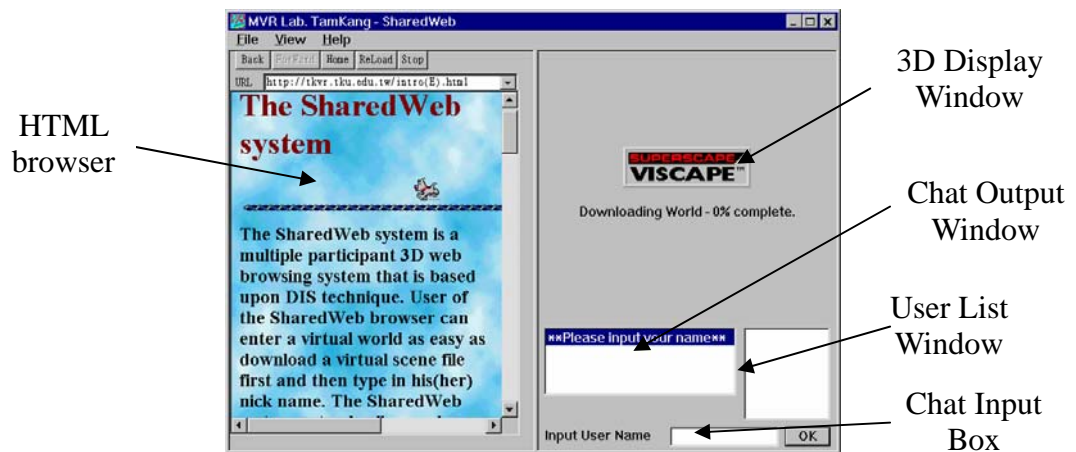 MVR Lab. TamKang - SharedWeb
File View Help
Back Forward Home ReLoad Stop
URL http://tkvr.tku.edu.tw/intro(E).html
The SharedWeb
system
The SharedWeb system is a
multiple participant 3D web
browsing system that is based
upon DIS technique. User of
the SharedWeb browser can
enter a virtual world as easy as
download a virtual scene file
first and then type in his(her)
nick name. The SharedWeb
SUPERSCAPE
VISCAPE™
Downloading World - 0% complete.
**Please input your name**
Input User Name
OK
HTML
browser
3D Display
Window
Chat Output
Window
User List
Window
Chat Input
Box